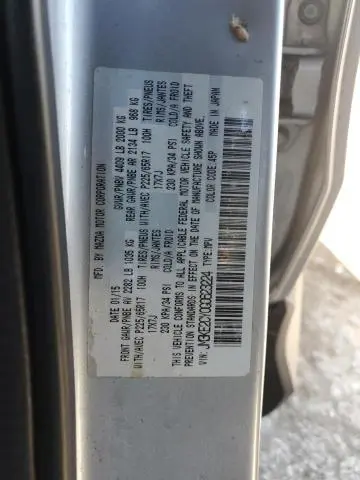 MFD. BY MAZDA MOTOR CORPORATION
DATE 01/15 GVWR/PNBV 4409 LB 2000 KG
FRONT GAWR/PNBE AV 2282 LB 1035 KG REAR GAWR/PNBE AR 2134 LB 968 KG
WITH/AVEC P225/65R17 100H TIRES/PNEUS WITH/AVEC P225/65R17 100H TIRES/PNEUS
17X7J RIMS/JANTES 17X7J RIMS/JANTES
230 KPA/34 PSI COLD/A FROID 230 KPA/34 PSI COLD/A FROID
THIS VEHICLE CONFORMS TO ALL APPLICABLE FEDERAL MOTOR VEHICLE SAFETY AND THEFT
PREVENTION STANDARDS IN EFFECT ON THE DATE OF MANUFACTURE SHOWN ABOVE.
VIN: TYPE:MPV COLOR CODE:45P MADE IN JAPAN